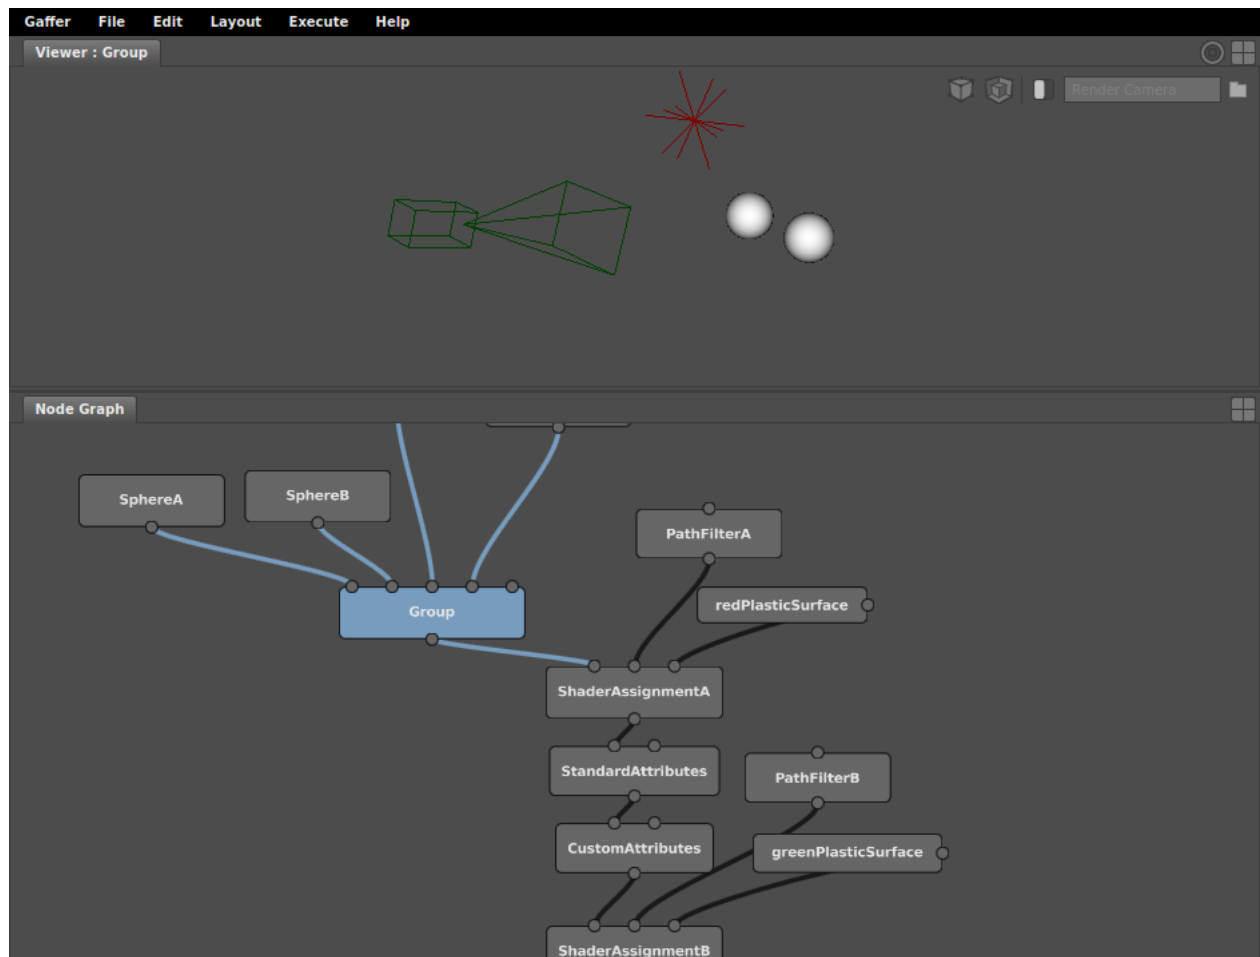 Gaffer File Edit Layout Execute Help
Viewer : Group
Render Camera
Node Graph
SphereA
SphereB
PathFilterA
redPlasticSurface
Group
ShaderAssignmentA
StandardAttributes
PathFilterB
CustomAttributes
greenPlasticSurface
ShaderAssignmentB